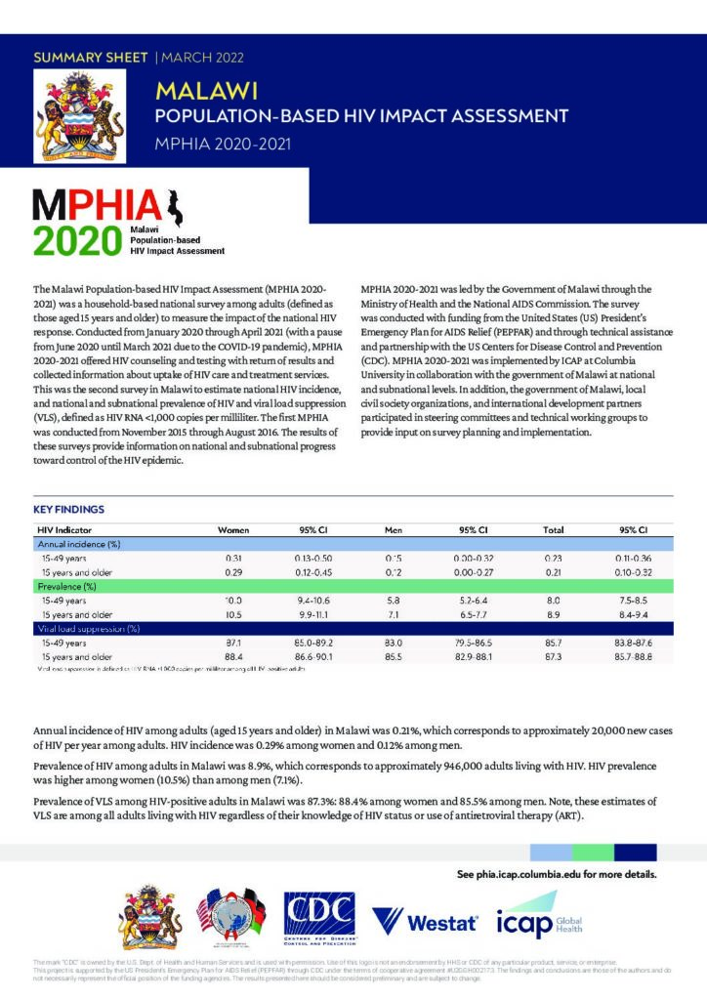 SUMMARY SHEET | MARCH 2022
MALAWI
POPULATION-BASED HIV IMPACT ASSESSMENT
MPHIA 2020-2021
MPHIA
2020
Malawi
Population-based
HIV Impact Assessment
The Malawi Population-based HIV Impact Assessment (MPHIA 2020-
2021) was a household-based national survey among adults (defined as
those aged 15 years and older) to measure the impact of the national HIV
response. Conducted from January 2020 through April 2021 (with a pause
from June 2020 until March 2021 due to the COVID-19 pandemic), MPHIA
2020-2021 offered HIV counseling and testing with return of results and
collected information about uptake of HIV care and treatment services.
This was the second survey in Malawi to estimate national HIV incidence,
and national and subnational prevalence of HIV and viral load suppression
(VLS), defined as HIV RNA <1,000 copies per milliliter. The first MPHIA
was conducted from November 2015 through August 2016. The results of
these surveys provide information on national and subnational progress
toward control of the HIV epidemic.
MPHIA 2020-2021 was led by the Government of Malawi through the
Ministry of Health and the National AIDS Commission. The survey
was conducted with funding from the United States (US) President's
Emergency Plan for AIDS Relief (PEPFAR) and through technical assistance
and partnership with the US Centers for Disease Control and Prevention
(CDC). MPHIA 2020-2021 was implemented by ICAP at Columbia
University in collaboration with the government of Malawi at national
and subnational levels. In addition, the government of Malawi, local
civil society organizations, and international development partners
participated in steering committees and technical working groups to
provide input on survey planning and implementation.
KEY FINDINGS
HIV Indicator Women 95% CI Men 95% CI Total 95% CI
Annual incidence (%)
15-49 years 0.31 0.13-0.50 0.15 0.00-0.32 0.23 0.11-0.36
15 years and older 0.29 0.12-0.45 0.12 0.00-0.27 0.21 0.10-0.32
Prevalence (%)
15-49 years 10.0 9.4-10.6 5.8 5.2-6.4 8.0 7.5-8.5
15 years and older 10.5 9.9-11.1 7.1 6.5-7.7 8.9 8.4-9.4
Viral load suppression (%)
15-49 years 87.1 85.0-89.2 83.0 79.5-86.5 85.7 83.8-87.6
15 years and older 88.4 86.6-90.1 85.5 82.9-88.1 87.3 85.7-88.8
Viral load suppression is defined as HIV RNA <1,000 copies per milliliter among all HIV-positive adults
Annual incidence of HIV among adults (aged 15 years and older) in Malawi was 0.21%, which corresponds to approximately 20,000 new cases
of HIV per year among adults. HIV incidence was 0.29% among women and 0.12% among men.
Prevalence of HIV among adults in Malawi was 8.9%, which corresponds to approximately 946,000 adults living with HIV. HIV prevalence
was higher among women (10.5%) than among men (7.1%).
Prevalence of VLS among HIV-positive adults in Malawi was 87.3%: 88.4% among women and 85.5% among men. Note, these estimates of
VLS are among all adults living with HIV regardless of their knowledge of HIV status or use of antiretroviral therapy (ART).
See phia.icap.columbia.edu for more details.
CDC
CENTERS FOR DISEASE
CONTROL AND PREVENTION
Westat
icap Global
Health
The mark "CDC" is owned by the U.S. Dept. of Health and Human Services and is used with permission. Use of this logo is not an endorsement by HHS or CDC of any particular product, service, or enterprise.
This project is supported by the US President's Emergency Plan for AIDS Relief (PEPFAR) through CDC under the terms of cooperative agreement #U2GGH002173. The findings and conclusions are those of the authors and do
not necessarily represent the official position of the funding agencies. The results presented here should be considered preliminary and are subject to change.